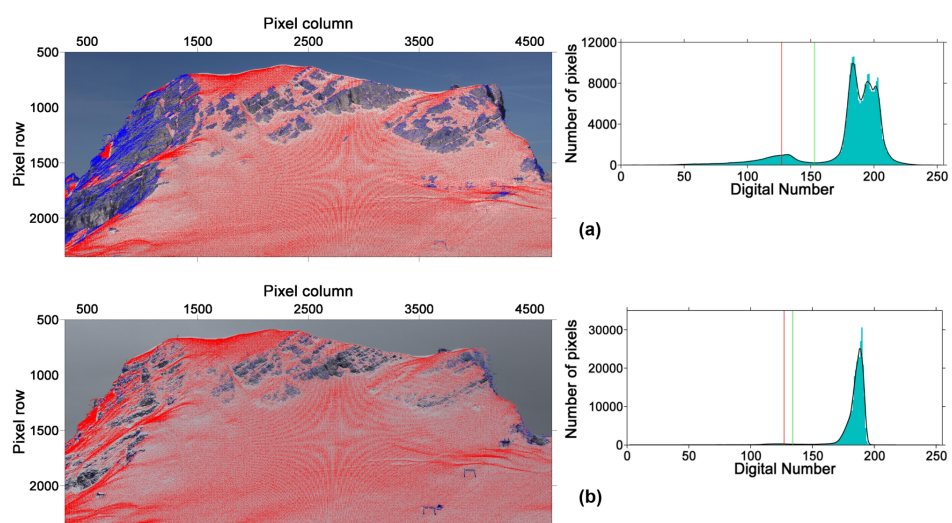 Pixel column
500 1500 2500 3500 4500
500
1000
1500
2000
Pixel row
12000
8000
4000
0
Number of pixels
0 50 100 150 200 250
Digital Number
(a)
Pixel column
500 1500 2500 3500 4500
500
1000
1500
2000
Pixel row
30000
20000
10000
0
Number of pixels
0 50 100 150 200 250
Digital Number
(b)